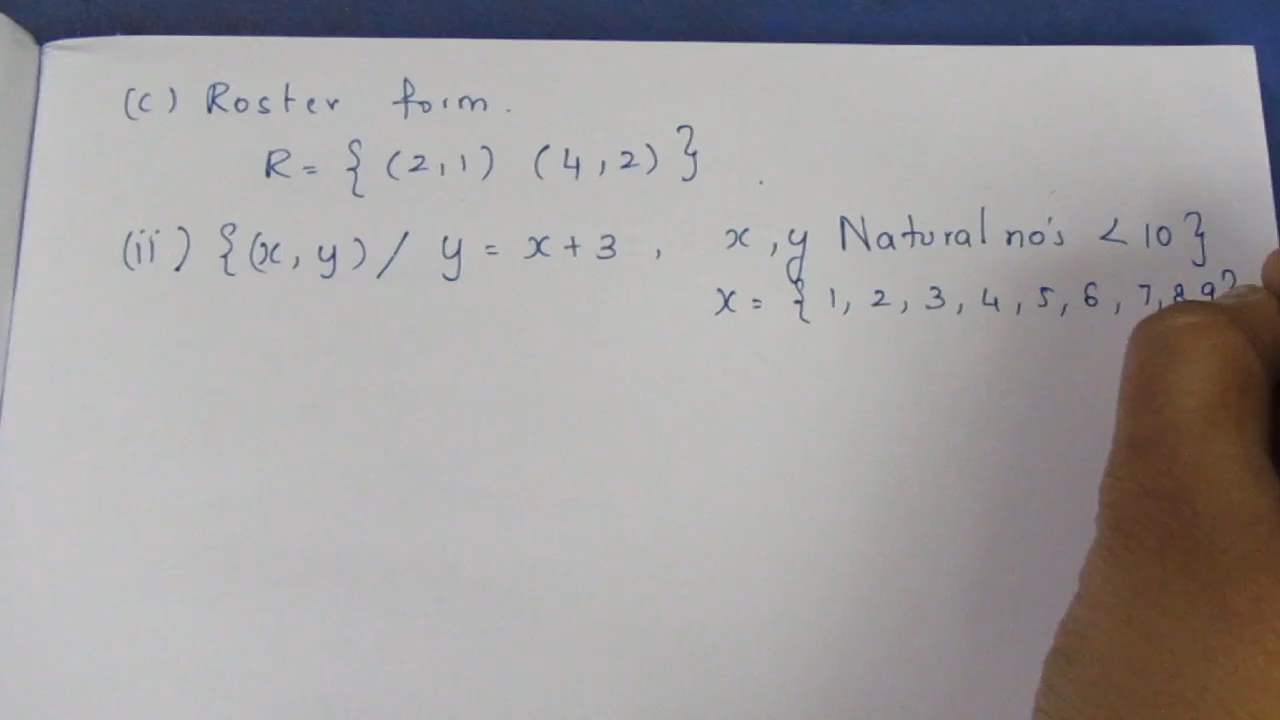 (c) Roster form.
R = { (2,1) (4,2) }
(ii) {(x, y) / y = x + 3 , x, y Natural no's < 10 }
x = { 1, 2, 3, 4, 5, 6, 7, 8 9 }